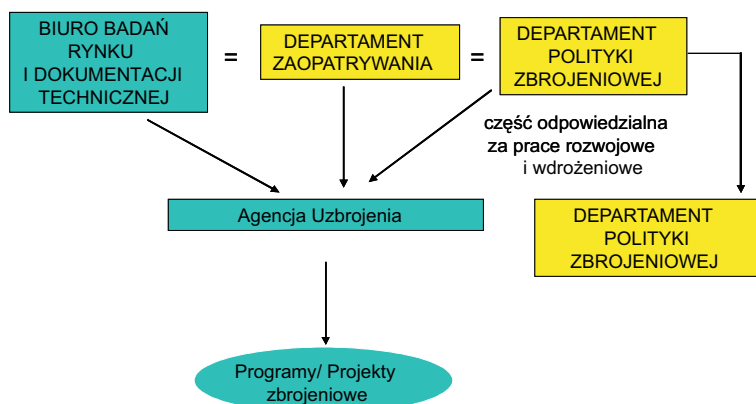 BIURO BADAŃ
RYNKU
I DOKUMENTACJI
TECHNICZNEJ
=
DEPARTAMENT
ZAOPATRYWANIA
=
DEPARTAMENT
POLITYKI
ZBROJENIOWEJ
część odpowiedzialna
za prace rozwojowe
i wdrożeniowe
Agencja Uzbrojenia
DEPARTAMENT
POLITYKI
ZBROJENIOWEJ
Programy/ Projekty
zbrojeniowe